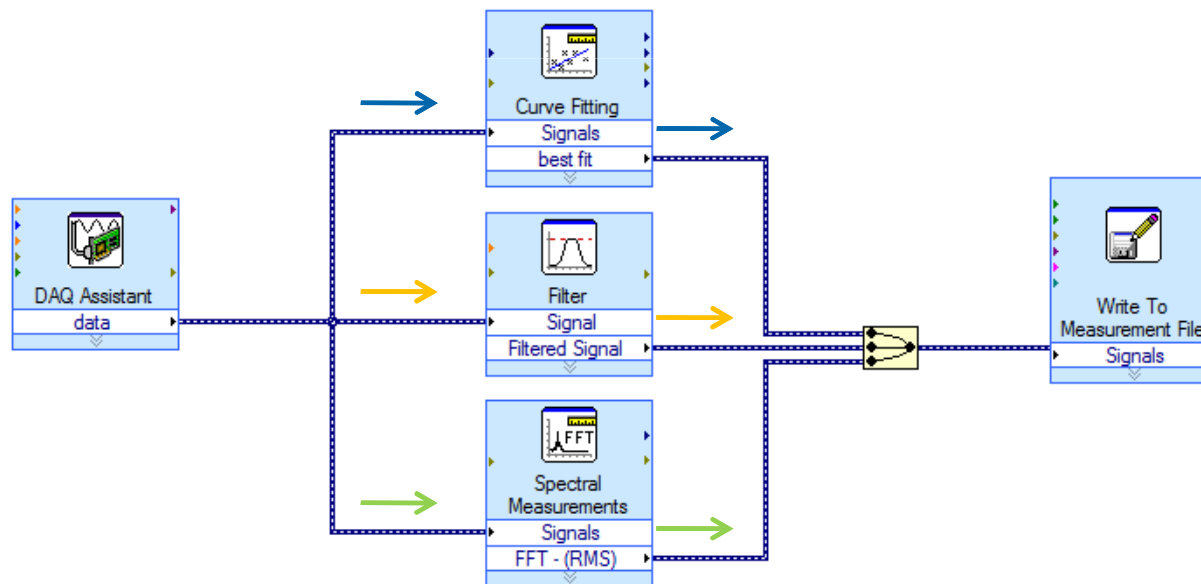 Curve Fitting
Signals
best fit
DAQ Assistant
data
Filter
Signal
Filtered Signal
FFT
Spectral
Measurements
Signals
FFT - (RMS)
Write To
Measurement File
Signals